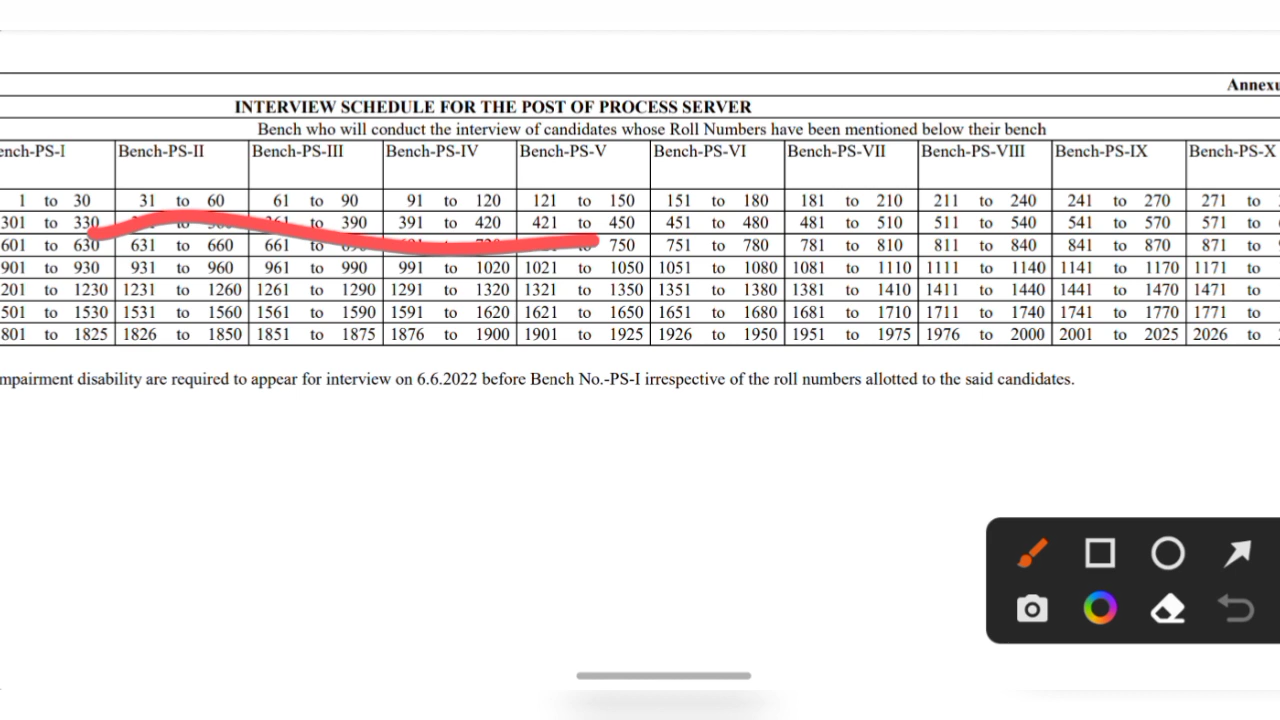 Annexu
INTERVIEW SCHEDULE FOR THE POST OF PROCESS SERVER
Bench who will conduct the interview of candidates whose Roll Numbers have been mentioned below their bench
ench-PS-I Bench-PS-II Bench-PS-III Bench-PS-IV Bench-PS-V Bench-PS-VI Bench-PS-VII Bench-PS-VIII Bench-PS-IX Bench-PS-X
1 to 30 31 to 60 61 to 90 91 to 120 121 to 150 151 to 180 181 to 210 211 to 240 241 to 270 271 to
301 to 330 to to 390 391 to 420 421 to 450 451 to 480 481 to 510 511 to 540 541 to 570 571 to
601 to 630 631 to 660 661 to to 750 751 to 780 781 to 810 811 to 840 841 to 870 871 to
901 to 930 931 to 960 961 to 990 991 to 1020 1021 to 1050 1051 to 1080 1081 to 1110 1111 to 1140 1141 to 1170 1171 to
201 to 1230 1231 to 1260 1261 to 1290 1291 to 1320 1321 to 1350 1351 to 1380 1381 to 1410 1411 to 1440 1441 to 1470 1471 to
501 to 1530 1531 to 1560 1561 to 1590 1591 to 1620 1621 to 1650 1651 to 1680 1681 to 1710 1711 to 1740 1741 to 1770 1771 to
801 to 1825 1826 to 1850 1851 to 1875 1876 to 1900 1901 to 1925 1926 to 1950 1951 to 1975 1976 to 2000 2001 to 2025 2026 to
mpairment disability are required to appear for interview on 6.6.2022 before Bench No.-PS-I irrespective of the roll numbers allotted to the said candidates.